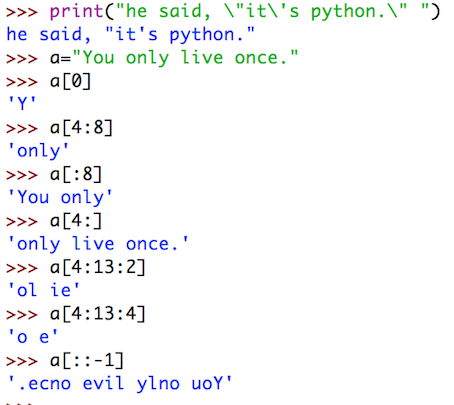 >>> print("he said, \"it\'s python.\" ")
he said, "it's python."
>>> a="You only live once."
>>> a[0]
'Y'
>>> a[4:8]
'only'
>>> a[:8]
'You only'
>>> a[4:]
'only live once.'
>>> a[4:13:2]
'ol ie'
>>> a[4:13:4]
'o e'
>>> a[::-1]
'.ecno evil ylno uoY'
>>>